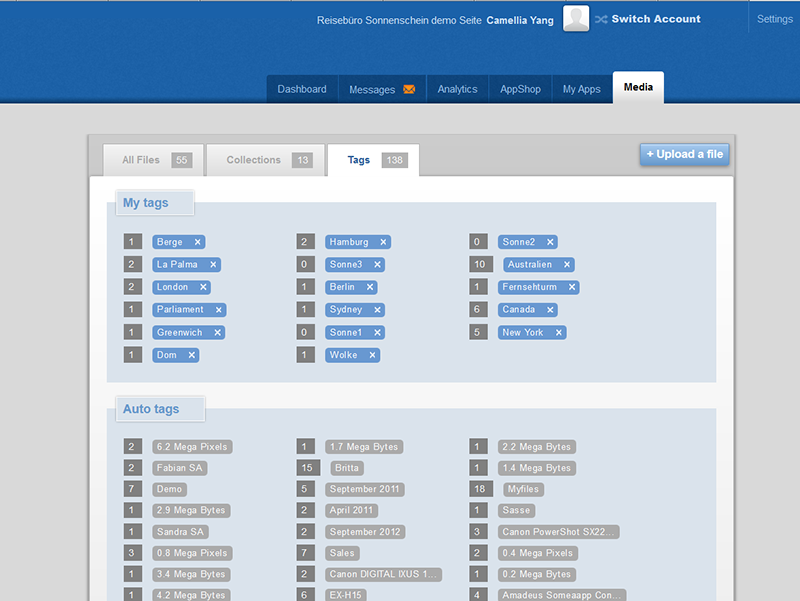 Reisebüro Sonnenschein demo Seite Camellia Yang Switch Account Settings
Dashboard Messages Analytics AppShop My Apps Media
All Files 55 Collections 13 Tags 138 + Upload a file
My tags
1 Berge × 2 Hamburg × 0 Sonne2 ×
2 La Palma × 0 Sonne3 × 10 Australien ×
2 London × 1 Berlin × 1 Fernsehturm ×
1 Parliament × 1 Sydney × 6 Canada ×
1 Greenwich × 0 Sonne1 × 5 New York ×
1 Dom × 1 Wolke ×
Auto tags
2 6.2 Mega Pixels 1 1.7 Mega Bytes 1 2.2 Mega Bytes
2 Fabian SA 15 Britta 1 1.4 Mega Bytes
7 Demo 5 September 2011 18 Myfiles
1 2.9 Mega Bytes 2 April 2011 1 Sasse
1 Sandra SA 2 September 2012 3 Canon PowerShot SX22...
3 0.8 Mega Pixels 7 Sales 2 0.4 Mega Pixels
1 3.4 Mega Bytes 2 Canon DIGITAL IXUS 1... 1 0.2 Mega Bytes
1 4.2 Mega Bytes 6 EX-H15 4 Amadeus Someaapp Con...